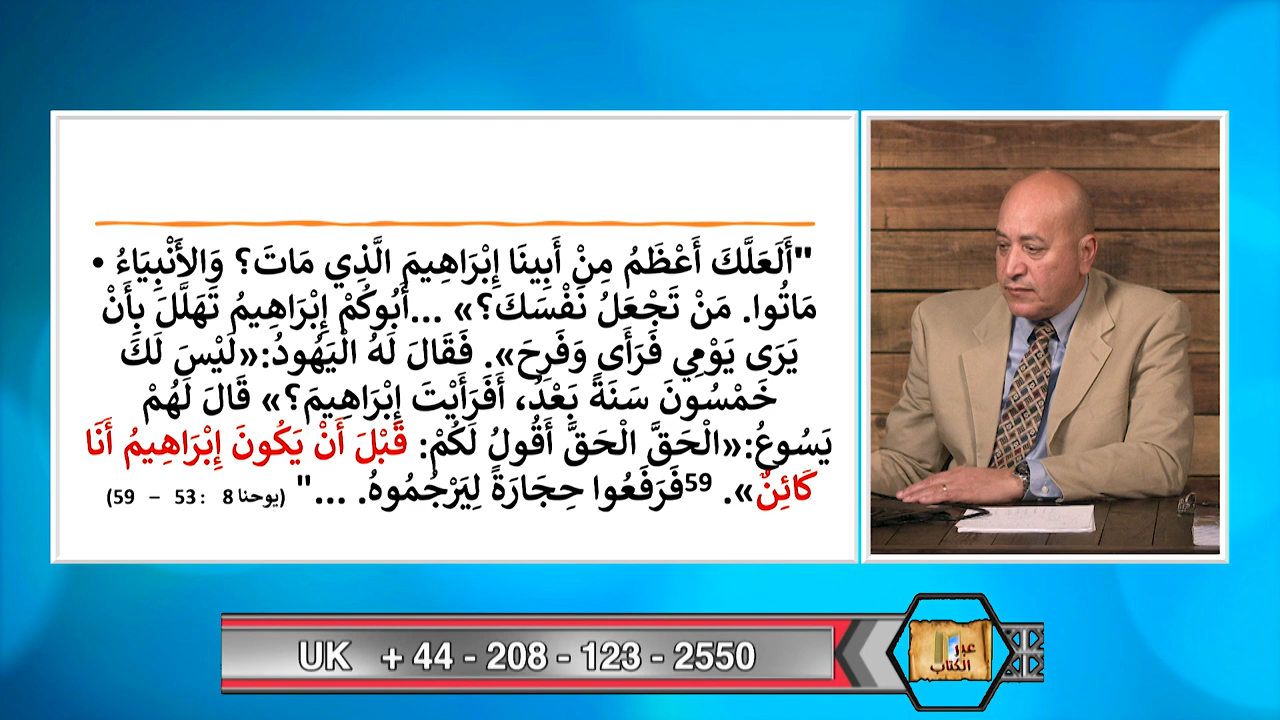 • "أَلَعَلَّكَ أَعْظَمُ مِنْ أَبِينَا إِبْرَاهِيمَ الَّذِي مَاتَ؟ وَالأَنْبِيَاءُ
مَاتُوا. مَنْ تَجْعَلُ نَفْسَكَ؟» ...أَبُوكُمْ إِبْرَاهِيمُ تَهَلَّلَ بِأَنْ
يَرَى يَوْمِي فَرَأَى وَفَرِحَ». فَقَالَ لَهُ الْيَهُودُ:«لَيْسَ لَكَ
خَمْسُونَ سَنَةً بَعْدُ، أَفَرَأَيْتَ إِبْرَاهِيمَ؟» قَالَ لَهُمْ
يَسُوعُ:«الْحَقَّ الْحَقَّ أَقُولُ لَكُمْ: قَبْلَ أَنْ يَكُونَ إِبْرَاهِيمُ أَنَا
كَائِنٌ». 59فَرَفَعُوا حِجَارَةً لِيَرْجُمُوهُ. ..." (يوحنا 8 : 53 – 59)
UK + 44 - 208 - 123 - 2550
عبر
الكتاب